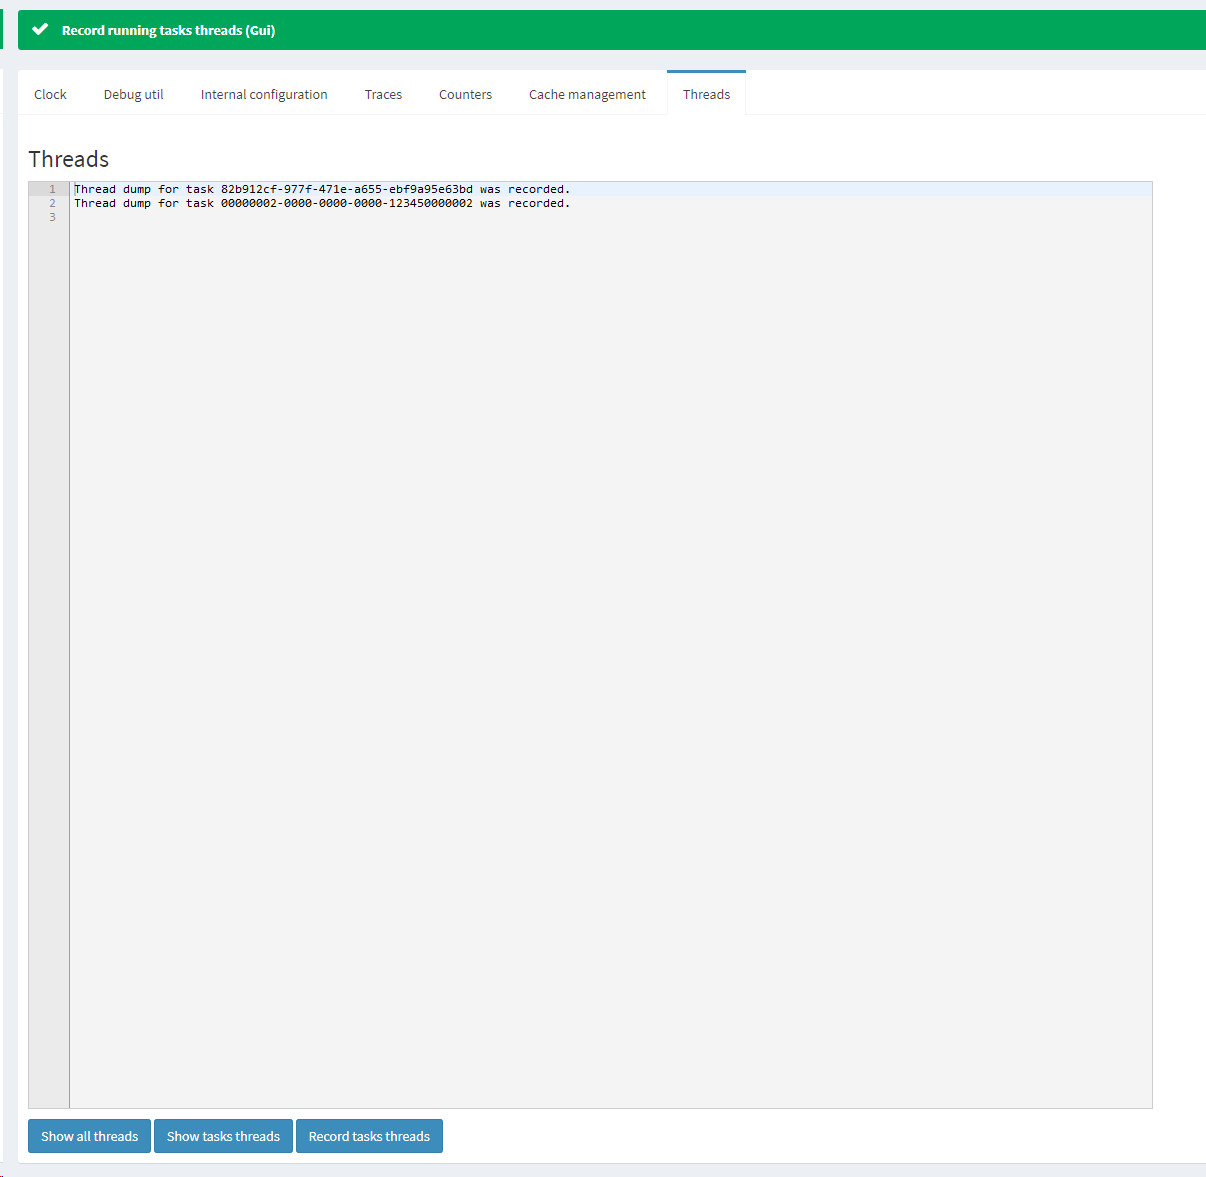 Record running tasks threads (Gui)
Clock Debug util Internal configuration Traces Counters Cache management Threads
Threads
1 Thread dump for task 82b912cf-977f-471e-a655-ebf9a95e63bd was recorded.
2 Thread dump for task 00000002-0000-0000-0000-123450000002 was recorded.
3
Show all threads Show tasks threads Record tasks threads